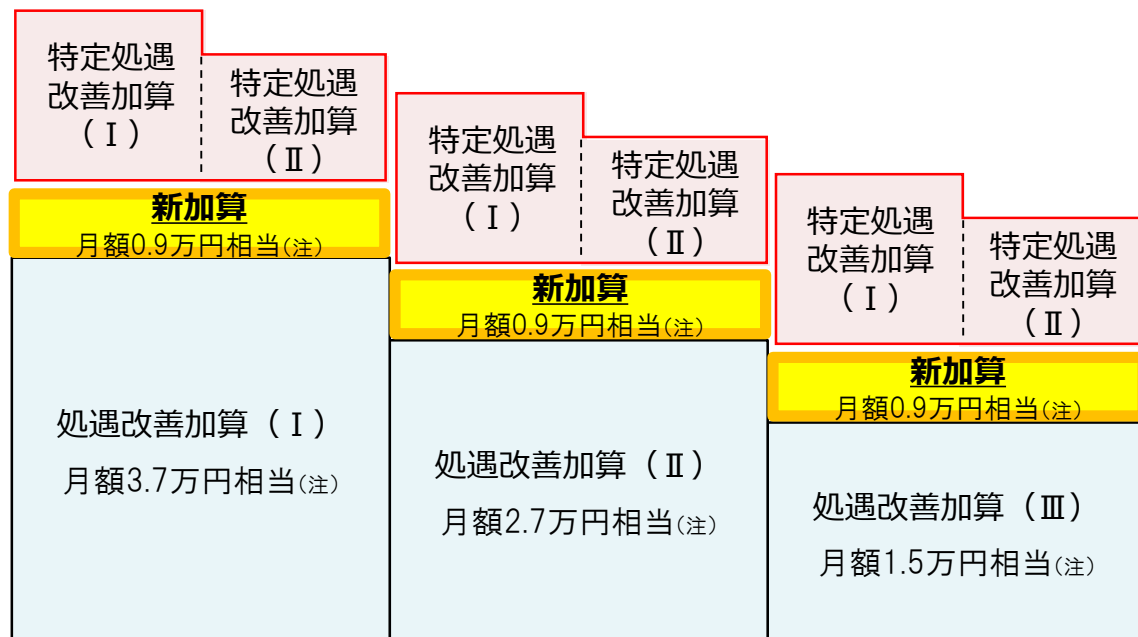 特定処遇
改善加算
(Ⅰ)
特定処遇
改善加算
(Ⅱ)
新加算
月額0.9万円相当(注)
処遇改善加算(Ⅰ)
月額3.7万円相当(注)
特定処遇
改善加算
(Ⅰ)
特定処遇
改善加算
(Ⅱ)
新加算
月額0.9万円相当(注)
処遇改善加算(Ⅱ)
月額2.7万円相当(注)
特定処遇
改善加算
(Ⅰ)
特定処遇
改善加算
(Ⅱ)
新加算
月額0.9万円相当(注)
処遇改善加算(Ⅲ)
月額1.5万円相当(注)